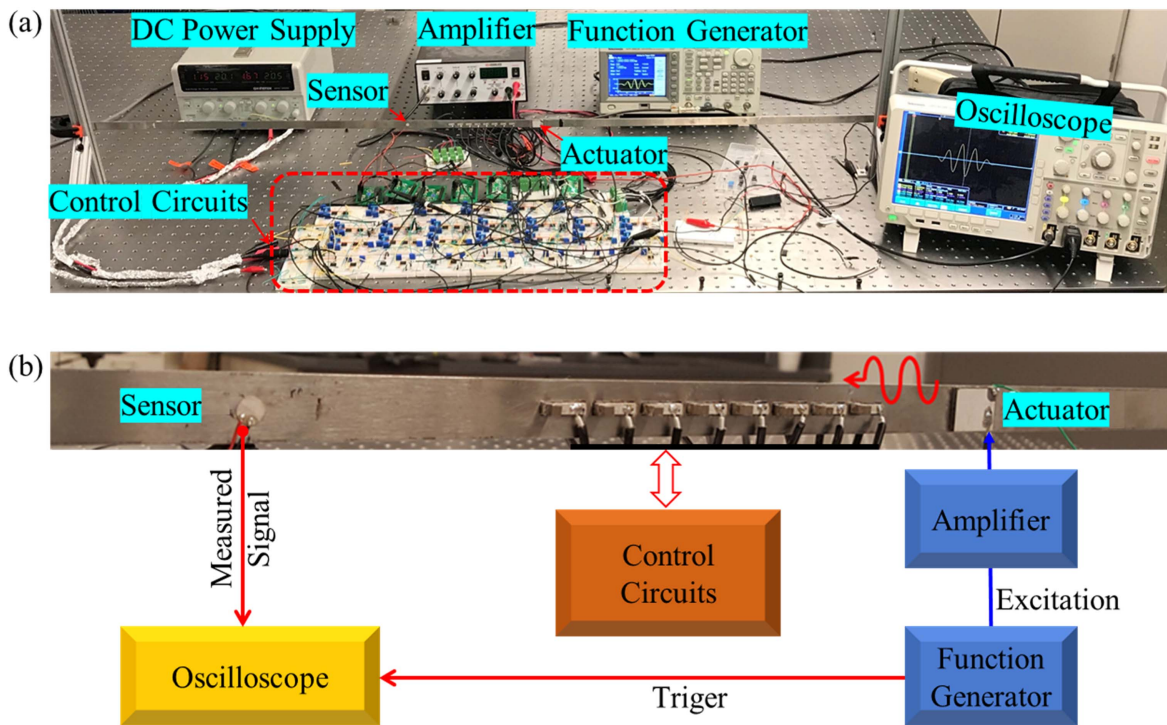 (a)
DC Power Supply
Amplifier
Function Generator
Sensor
Oscilloscope
Actuator
Control Circuits
(b)
Sensor
Actuator
Measured
Signal
Amplifier
Control
Circuits
Excitation
Oscilloscope
Triger
Function
Generator